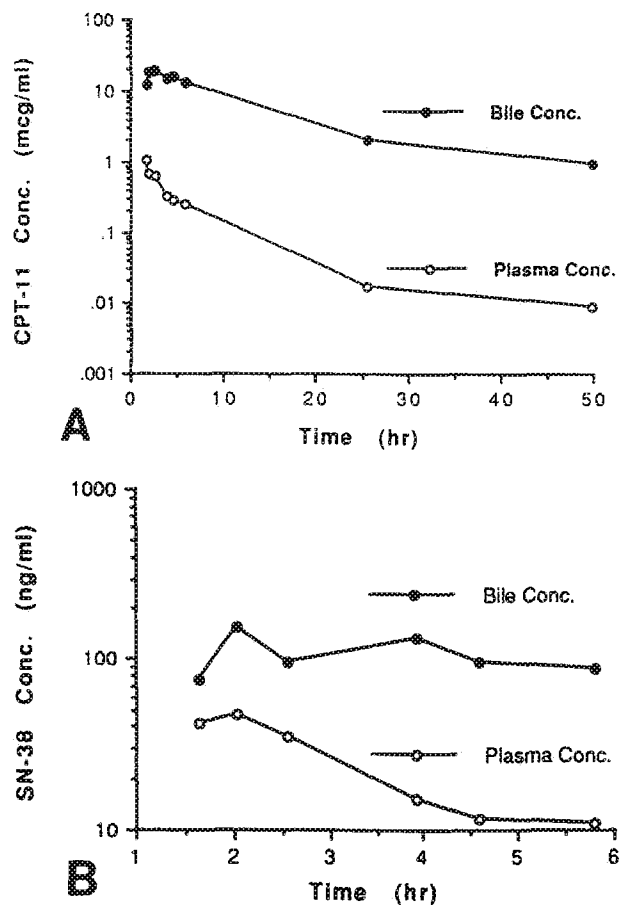 100
10
1
.1
.01
.001
CPT-11 Conc. (mcg/ml)
Bile Conc.
Plasma Conc.
0 10 20 30 40 50
Time (hr)
A
1000
100
10
SN-38 Conc. (ng/ml)
Bile Conc.
Plasma Conc.
1 2 3 4 5 6
Time (hr)
B